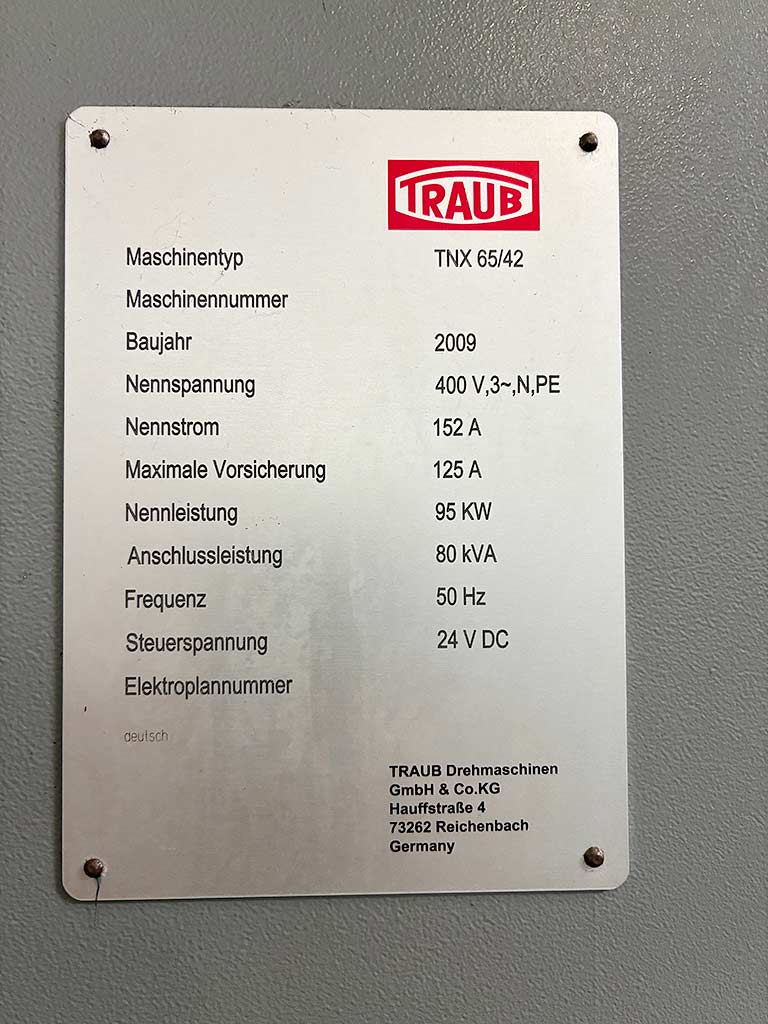 TRAUB
Maschinentyp TNX 65/42
Maschinennummer
Baujahr 2009
Nennspannung 400 V,3~,N,PE
Nennstrom 152 A
Maximale Vorsicherung 125 A
Nennleistung 95 KW
Anschlussleistung 80 kVA
Frequenz 50 Hz
Steuerspannung 24 V DC
Elektroplannummer
deutsch
TRAUB Drehmaschinen
GmbH & Co.KG
Hauffstraße 4
73262 Reichenbach
Germany